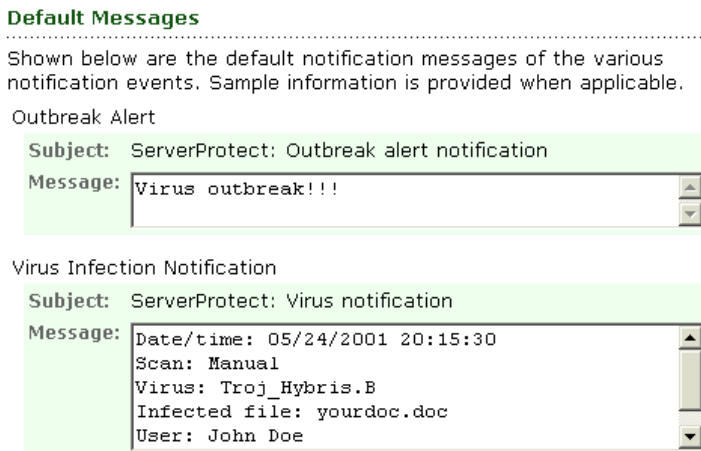 Default Messages
Shown below are the default notification messages of the various
notification events. Sample information is provided when applicable.
Outbreak Alert
Subject: ServerProtect: Outbreak alert notification
Message: Virus outbreak!!!
Virus Infection Notification
Subject: ServerProtect: Virus notification
Message: Date/time: 05/24/2001 20:15:30
Scan: Manual
Virus: Troj_Hybris.B
Infected file: yourdoc.doc
User: John Doe